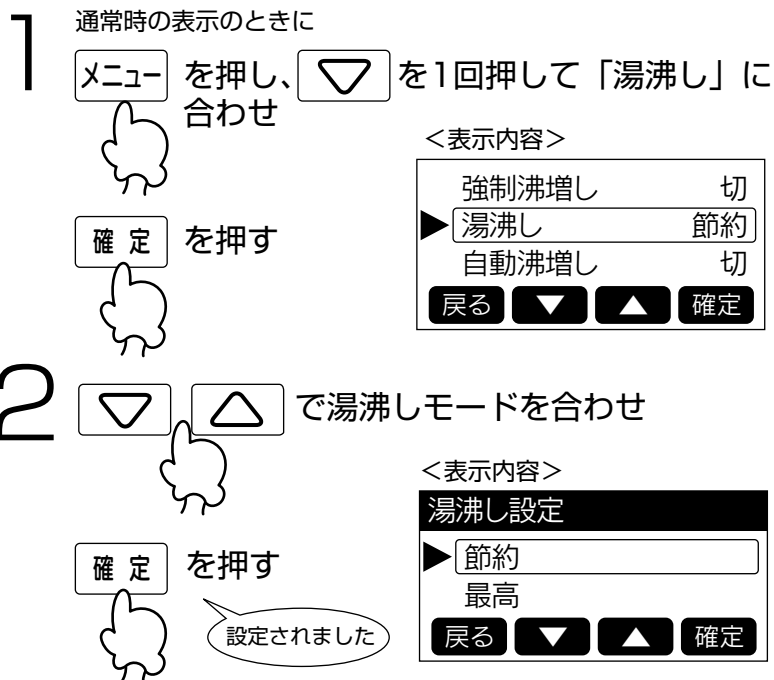 1
通常時の表示のときに
メニュー を押し、▽を1回押して「湯沸し」に
合わせ
＜表示内容＞
強制沸増し 切
▶湯沸し 節約
自動沸増し 切
戻る ▼ ▲ 確定
確 定 を押す
2
▽ △ で湯沸しモードを合わせ
＜表示内容＞
湯沸し設定
▶節約
最高
戻る ▼ ▲ 確定
確 定 を押す
設定されました